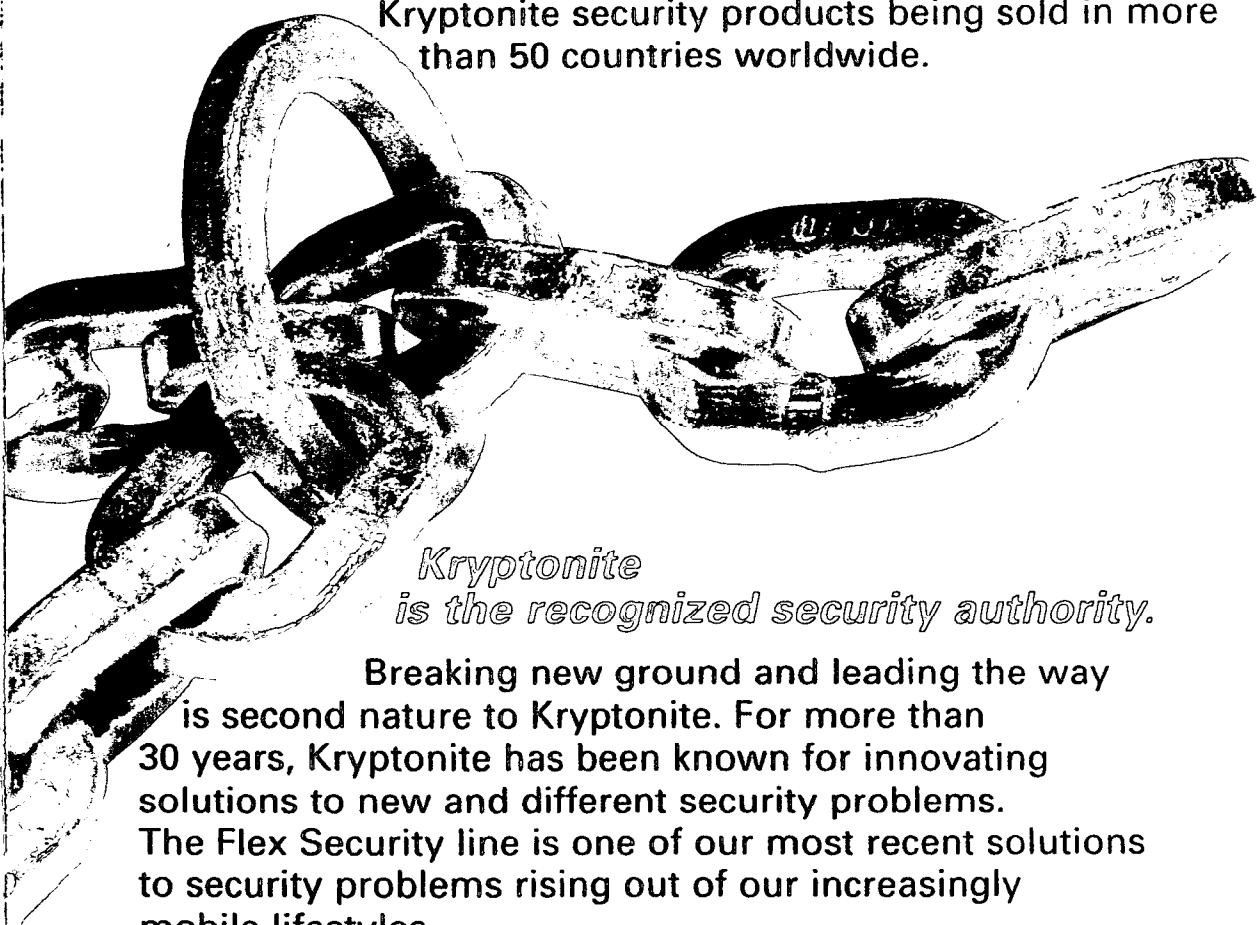 Kryptonite security products being sold in more
than 50 countries worldwide.
Kryptonite
is the recognized security authority.
Breaking new ground and leading the way
is second nature to Kryptonite. For more than
30 years, Kryptonite has been known for innovating
solutions to new and different security problems.
The Flex Security line is one of our most recent solutions
to security problems rising out of our increasingly
mobile lifestyles